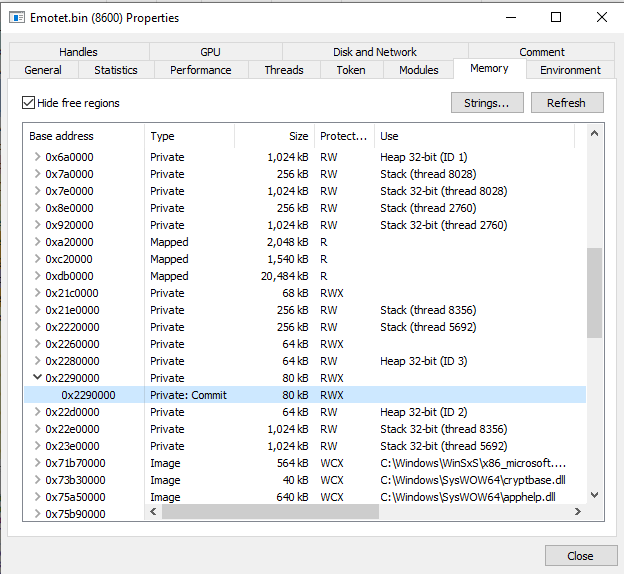 Emotet.bin (8600) Properties
Handles GPU Disk and Network Comment
General Statistics Performance Threads Token Modules Memory Environment
Hide free regions Strings... Refresh
Base address Type Size Protect... Use
0x6a0000 Private 1,024 kB RW Heap 32-bit (ID 1)
0x7a0000 Private 256 kB RW Stack (thread 8028)
0x7e0000 Private 1,024 kB RW Stack 32-bit (thread 8028)
0x8e0000 Private 256 kB RW Stack (thread 2760)
0x920000 Private 1,024 kB RW Stack 32-bit (thread 2760)
0xa20000 Mapped 2,048 kB R
0xc20000 Mapped 1,540 kB R
0xdb0000 Mapped 20,484 kB R
0x21c0000 Private 68 kB RWX
0x21e0000 Private 256 kB RW Stack (thread 8356)
0x2220000 Private 256 kB RW Stack (thread 5692)
0x2260000 Private 64 kB RWX
0x2280000 Private 64 kB RW Heap 32-bit (ID 3)
0x2290000 Private 80 kB RWX
0x2290000 Private: Commit 80 kB RWX
0x22d0000 Private 64 kB RW Heap 32-bit (ID 2)
0x22e0000 Private 1,024 kB RW Stack 32-bit (thread 8356)
0x23e0000 Private 1,024 kB RW Stack 32-bit (thread 5692)
0x71b70000 Image 564 kB WCX C:\Windows\WinSxS\x86_microsoft....
0x73b30000 Image 40 kB WCX C:\Windows\SysWOW64\cryptbase.dll
0x75a50000 Image 640 kB WCX C:\Windows\SysWOW64\apphelp.dll
0x75b90000
Close